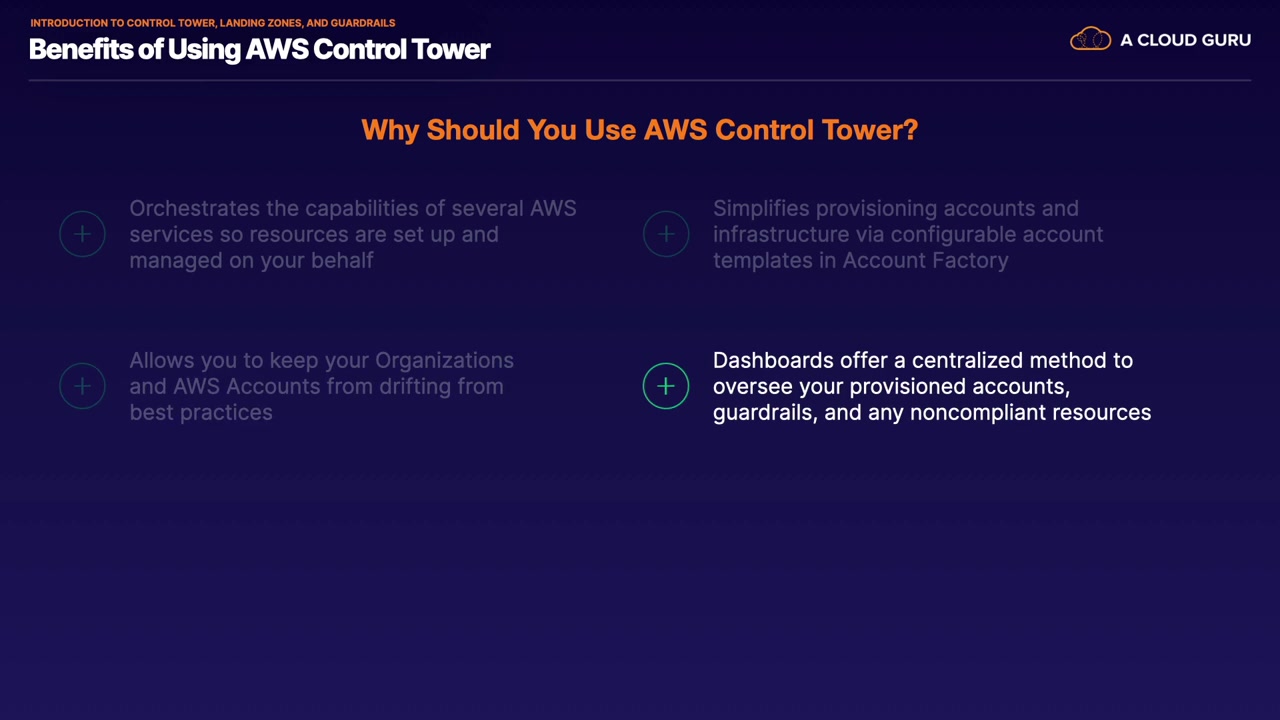 INTRODUCTION TO CONTROL TOWER, LANDING ZONES, AND GUARDRAILS
Benefits of Using AWS Control Tower
A CLOUD GURU
Why Should You Use AWS Control Tower?
Orchestrates the capabilities of several AWS
services so resources are set up and
managed on your behalf
Simplifies provisioning accounts and
infrastructure via configurable account
templates in Account Factory
Allows you to keep your Organizations
and AWS Accounts from drifting from
best practices
Dashboards offer a centralized method to
oversee your provisioned accounts,
guardrails, and any noncompliant resources